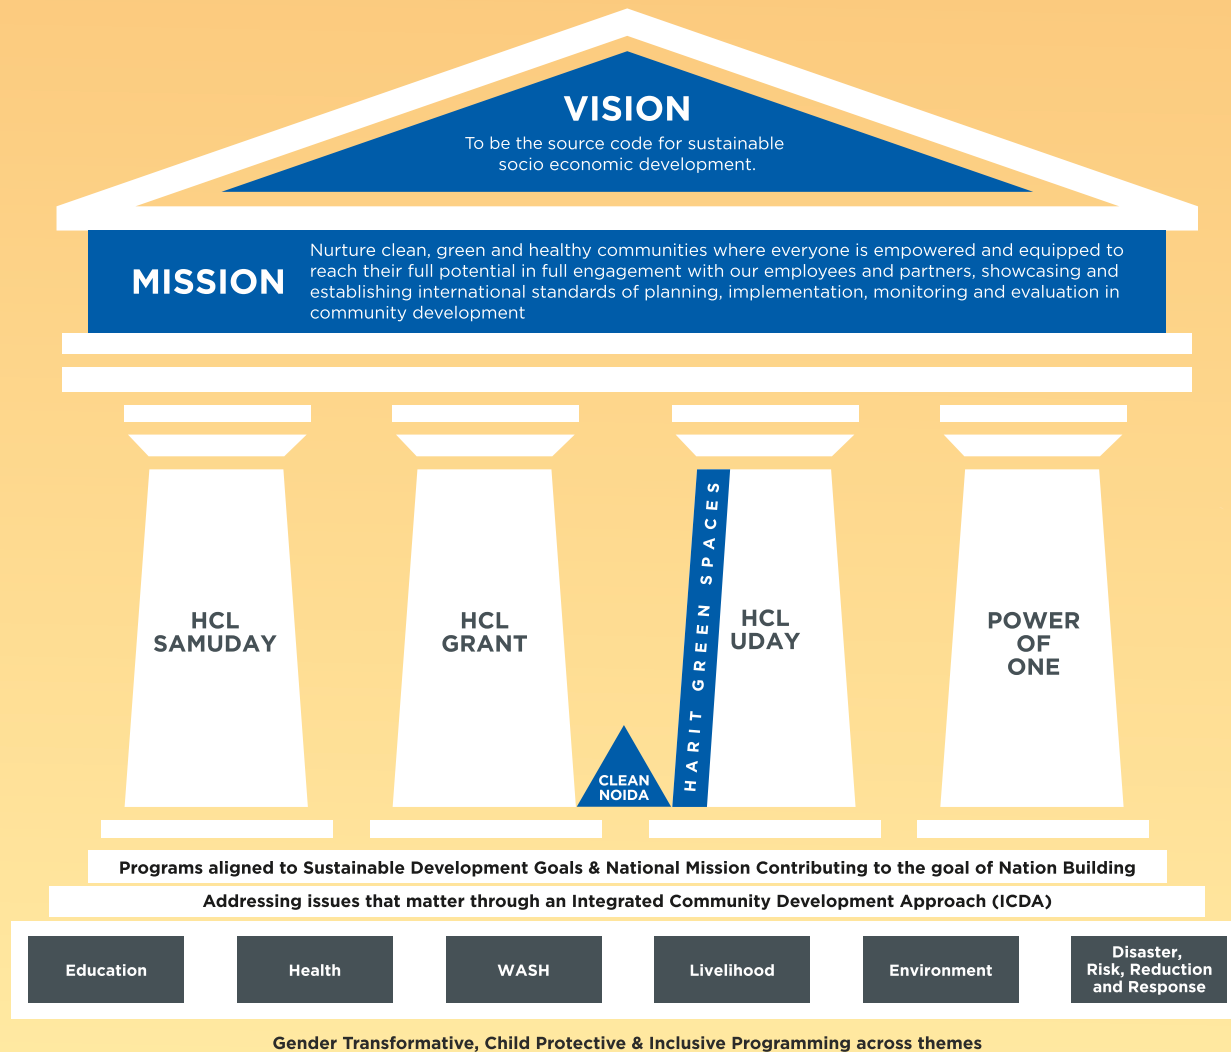 VISION
To be the source code for sustainable
socio economic development.
MISSION
Nurture clean, green and healthy communities where everyone is empowered and equipped to
reach their full potential in full engagement with our employees and partners, showcasing and
establishing international standards of planning, implementation, monitoring and evaluation in
community development
HCL
SAMUDAY
HCL
GRANT
CLEAN
NOIDA
HARIT GREEN SPACES
HCL
UDAY
POWER
OF
ONE
Programs aligned to Sustainable Development Goals & National Mission Contributing to the goal of Nation Building
Addressing issues that matter through an Integrated Community Development Approach (ICDA)
Education
Health
WASH
Livelihood
Environment
Disaster,
Risk, Reduction
and Response
Gender Transformative, Child Protective & Inclusive Programming across themes